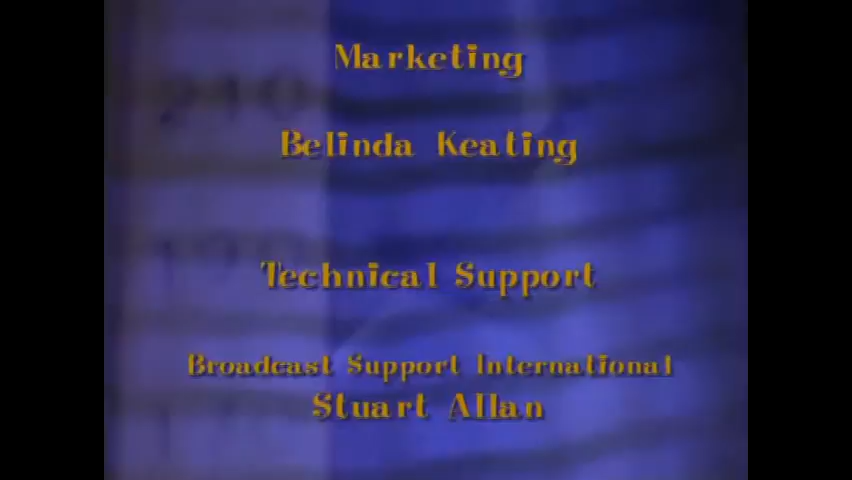 Marketing
Belinda Keating
Technical Support
Broadcast Support International
Stuart Allan